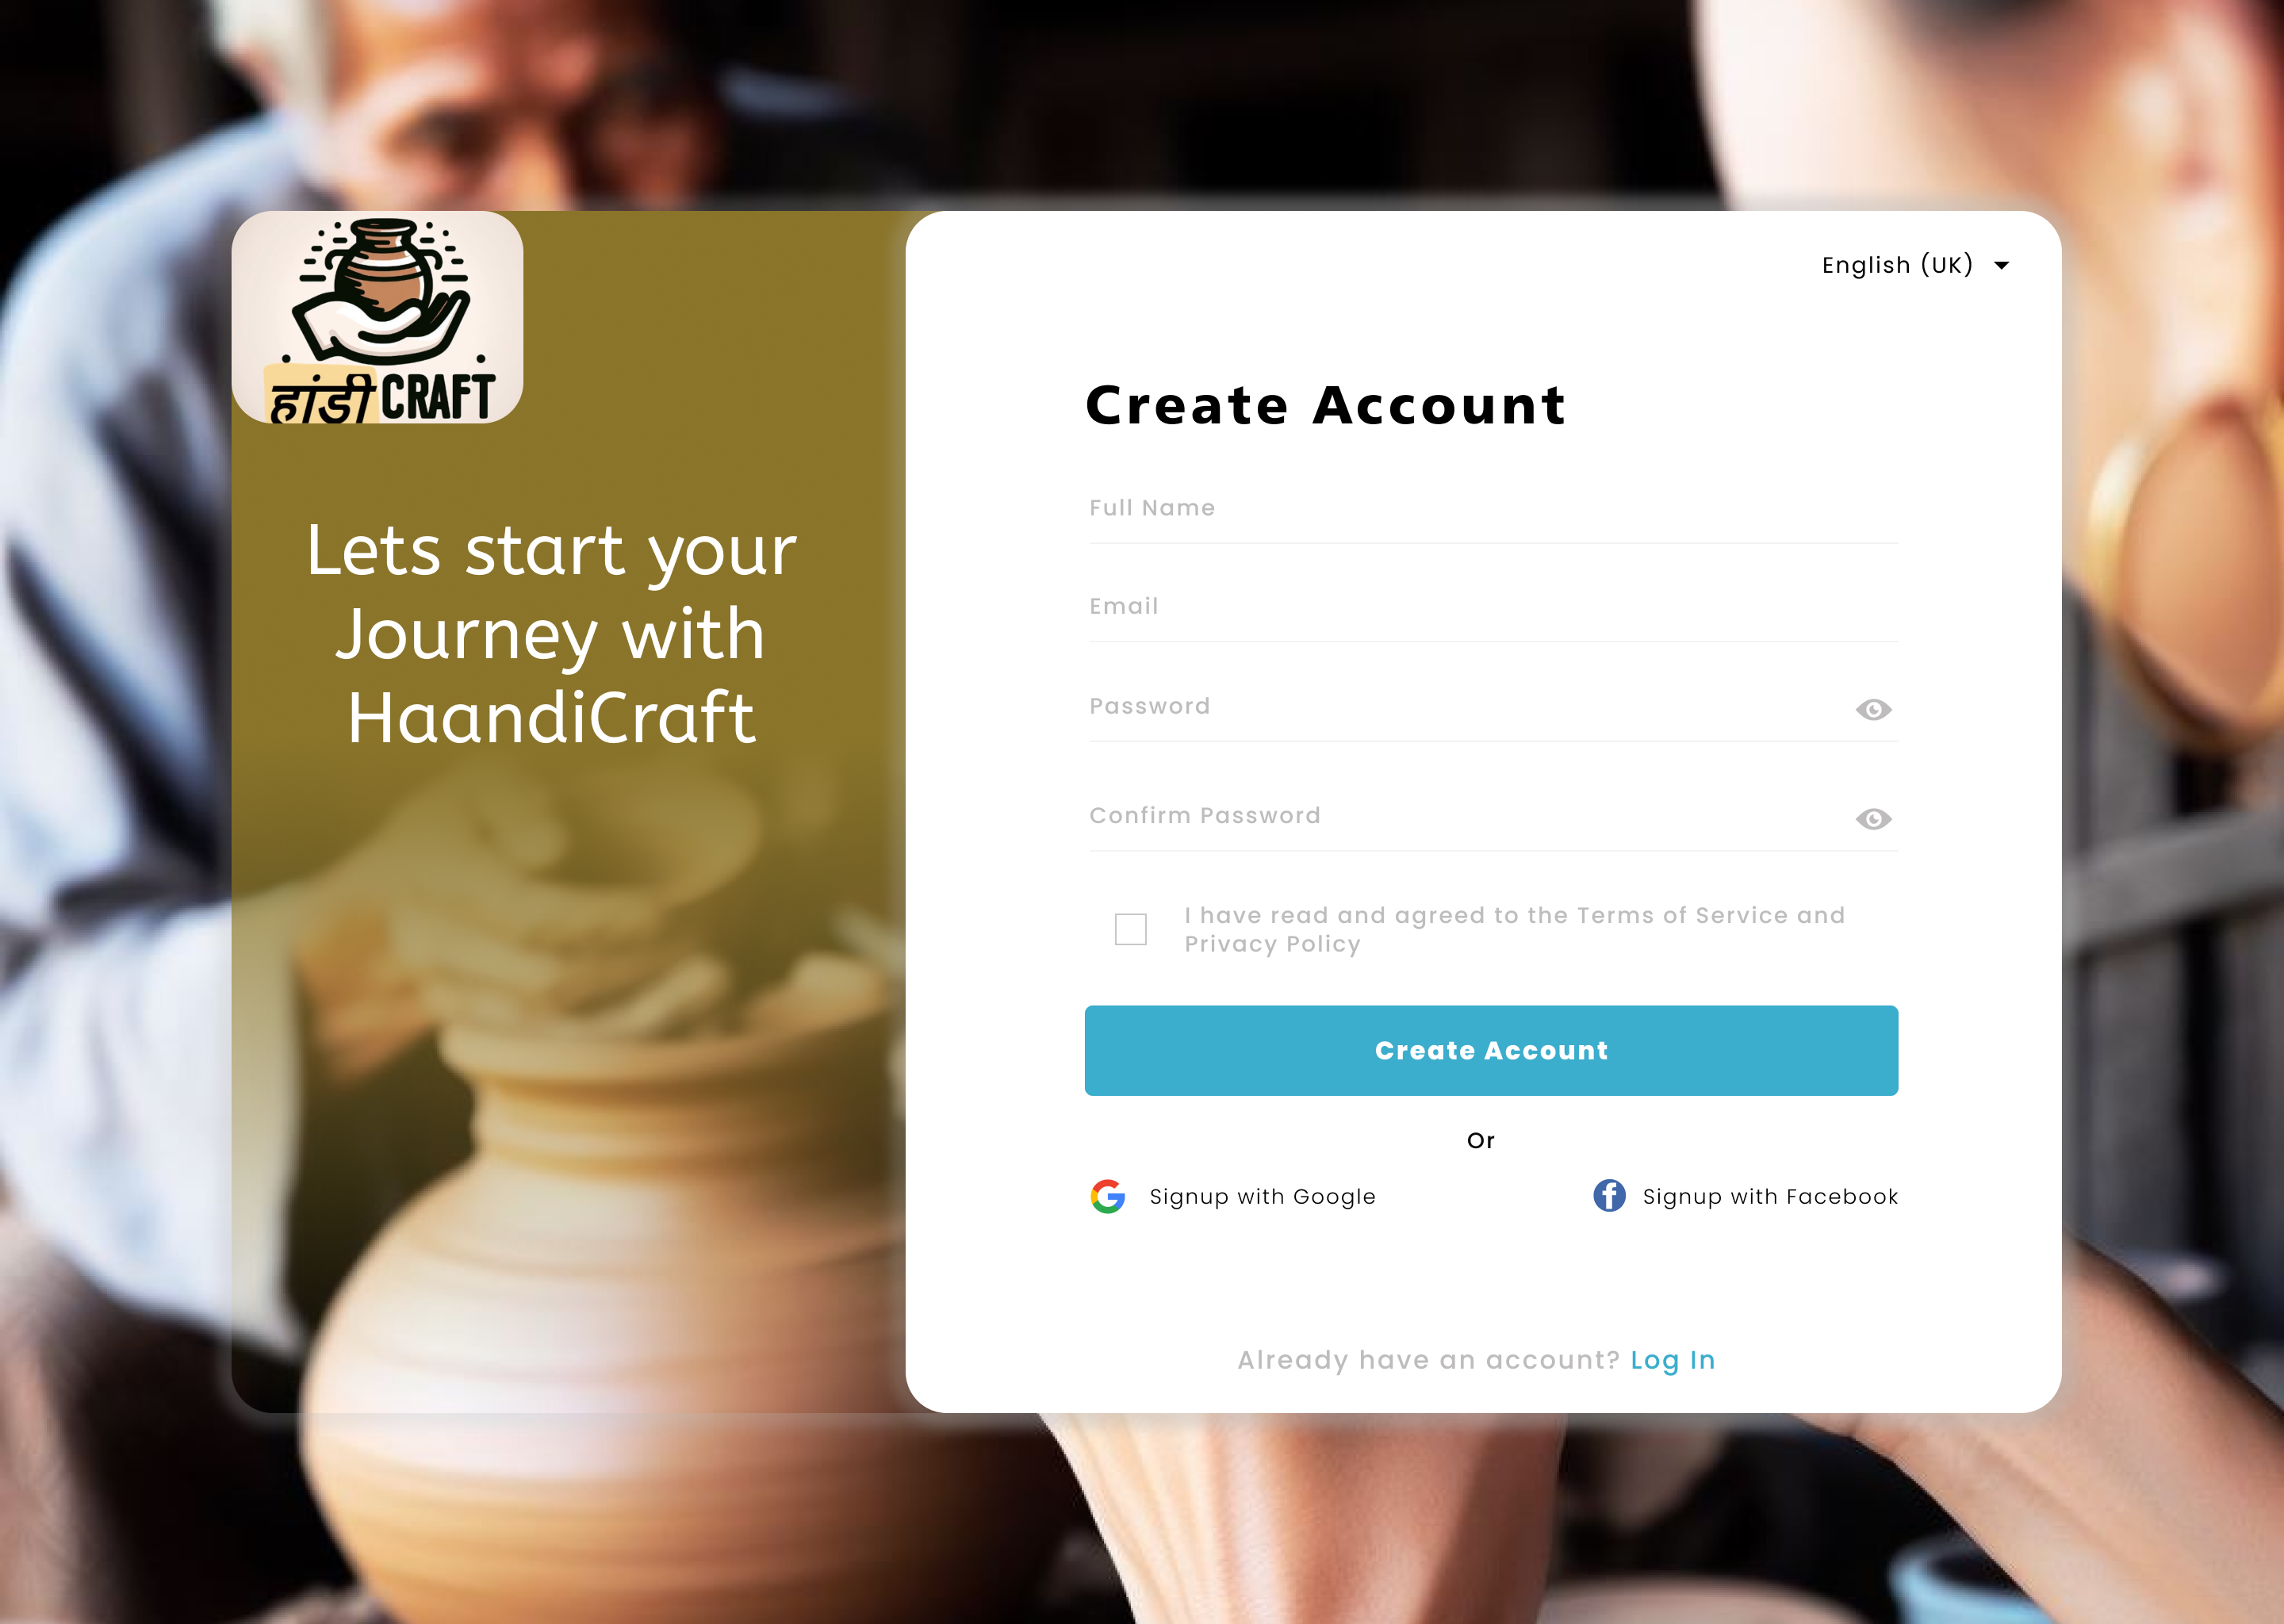 हांडी CRAFT
Lets start your
Journey with
HaandiCraft
English (UK)
Create Account
Full Name
Email
Password
Confirm Password
I have read and agreed to the Terms of Service and
Privacy Policy
Create Account
Or
Signup with Google
Signup with Facebook
Already have an account? Log In